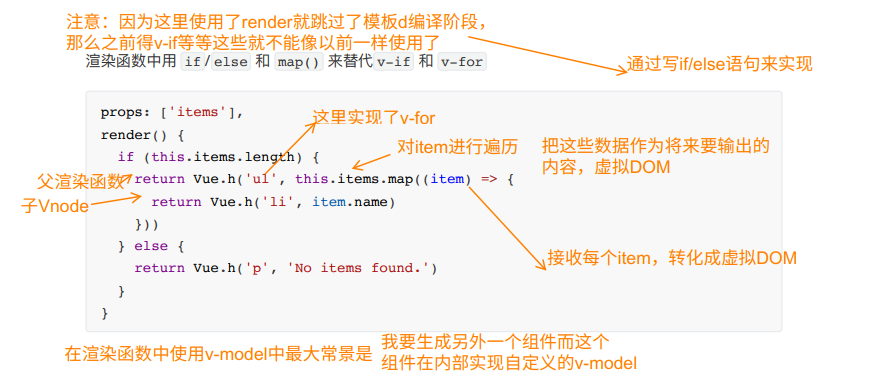 注意：因为这里使用了render就跳过了模板d编译阶段，
那么之前得v-if等等这些就不能像以前一样使用了
渲染函数中用 if/else 和 map() 来替代 v-if 和 v-for
通过写if/else语句来实现
props: ['items'],
这里实现了v-for
render() {
if (this.items.length) {
对item进行遍历
把这些数据作为将来要输出的
内容，虚拟DOM
父渲染函数
return Vue.h('ul', this.items.map((item) => {
子Vnode
return Vue.h('li', item.name)
}))
} else {
接收每个item，转化成虚拟DOM
return Vue.h('p', 'No items found.')
}
}
在渲染函数中使用v-model中最大常景是
我要生成另外一个组件而这个
组件在内部实现自定义的v-model